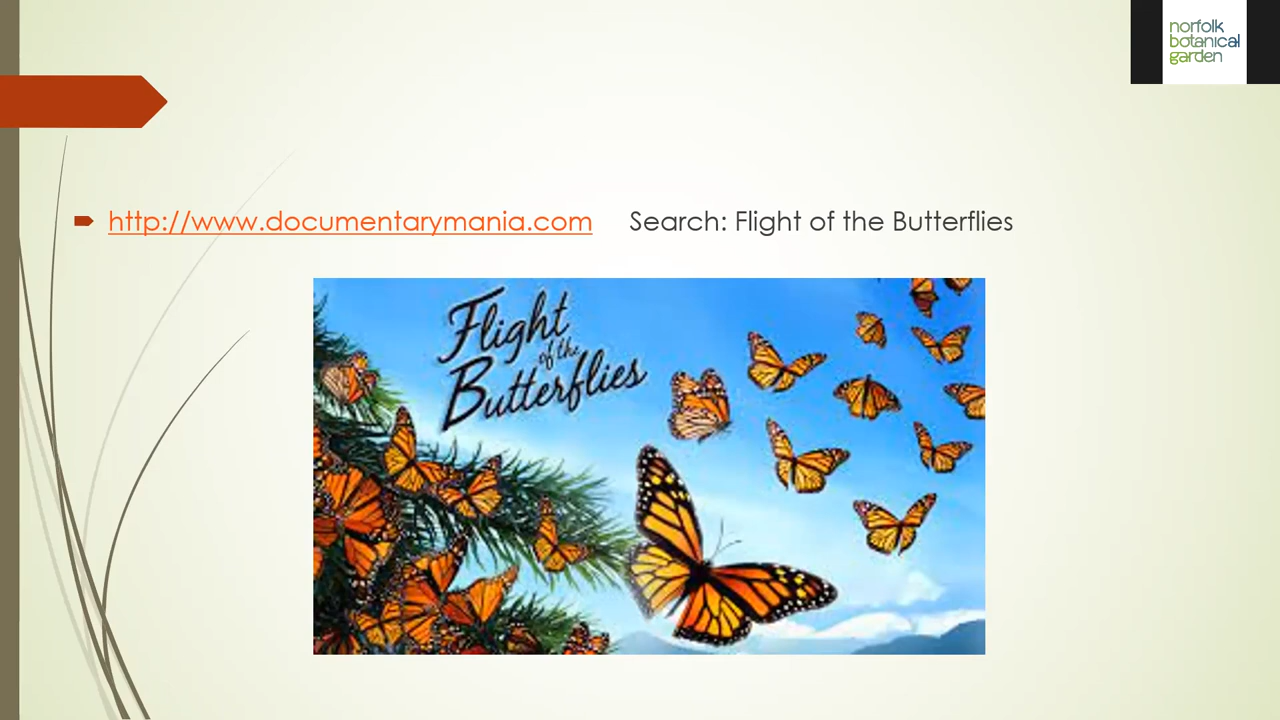 norfolk
botanical
garden
http://www.documentarymania.com Search: Flight of the Butterflies
Flight
of the
Butterflies